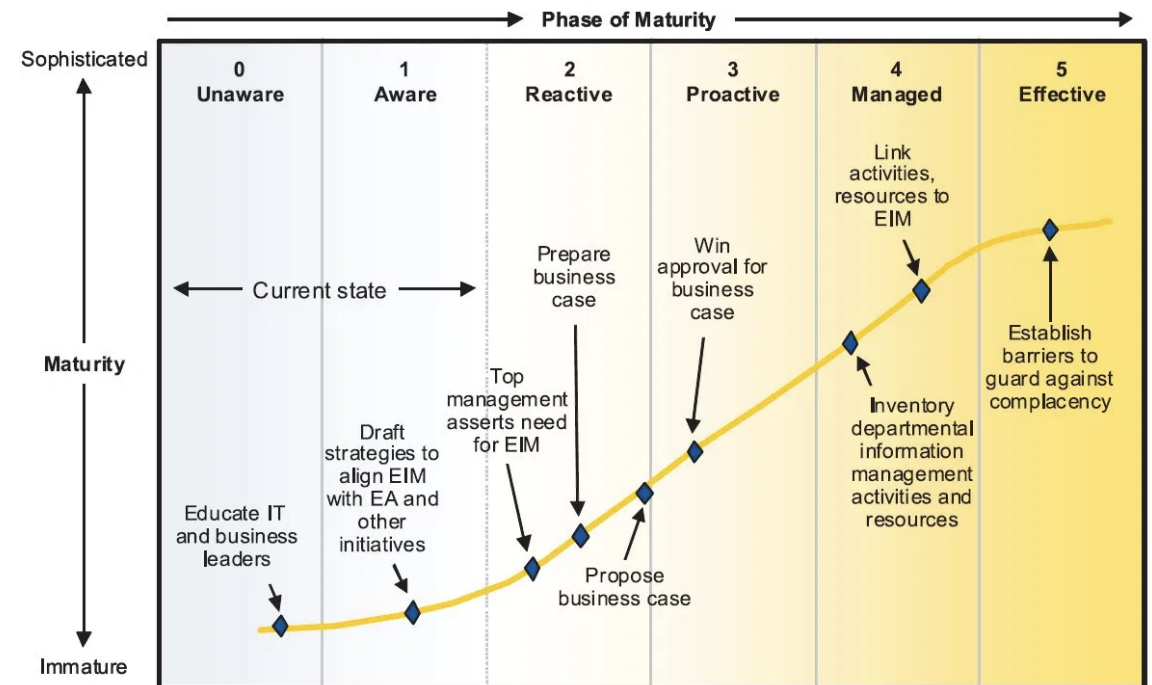 Phase of Maturity
Sophisticated
0
Unaware
1
Aware
2
Reactive
3
Proactive
4
Managed
5
Effective
Link
activities,
resources to
EIM
Prepare
business
case
Win
approval for
business
case
Current state
Maturity
Establish
barriers to
guard against
complacency
Top
management
asserts need
for EIM
Inventory
departmental
information
management
activities and
resources
Draft
strategies to
align EIM
with EA and
other
initiatives
Educate IT
and business
leaders
Propose
business case
Immature